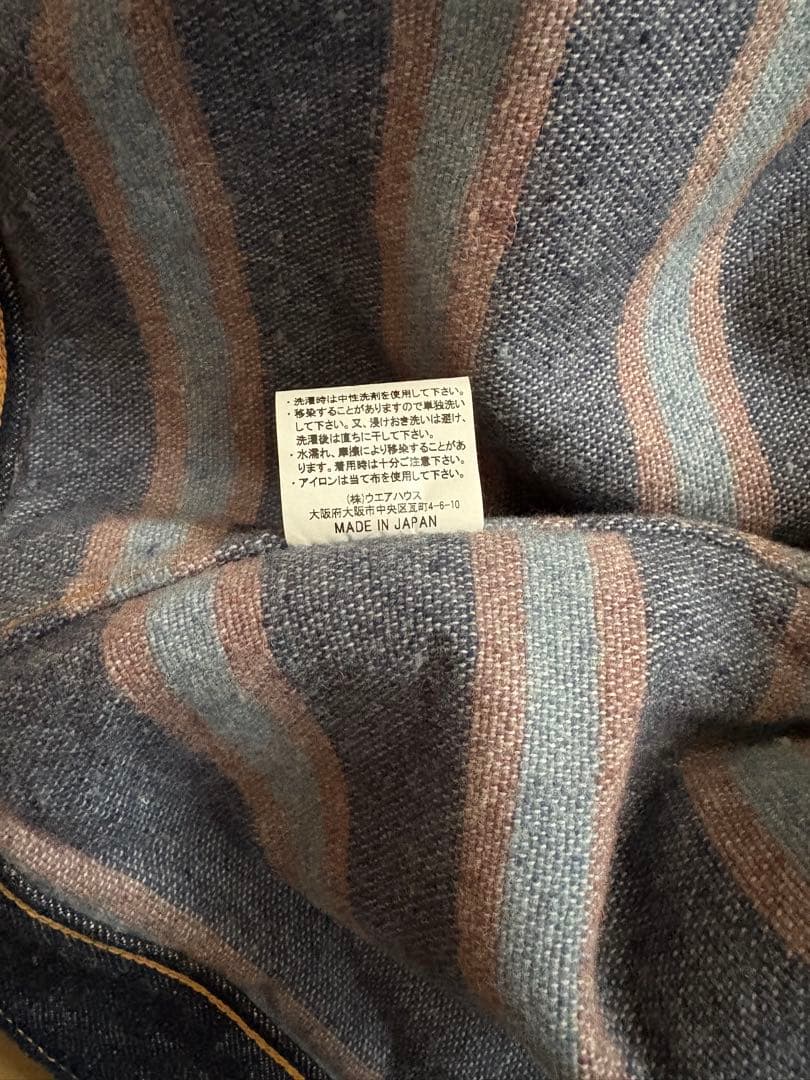 ・洗濯時は中性洗剤を使用して下さい。
・移染することがありますので単独洗い
して下さい。又、浸けおき洗いは避け、
洗濯後は直ちに干して下さい。
・水濡れ、摩擦により移染することがあ
ります。着用時は十分ご注意下さい。
・アイロンは当て布を使用して下さい。
(株)ウエアハウス
大阪府大阪市中央区瓦町4-6-10
MADE IN JAPAN